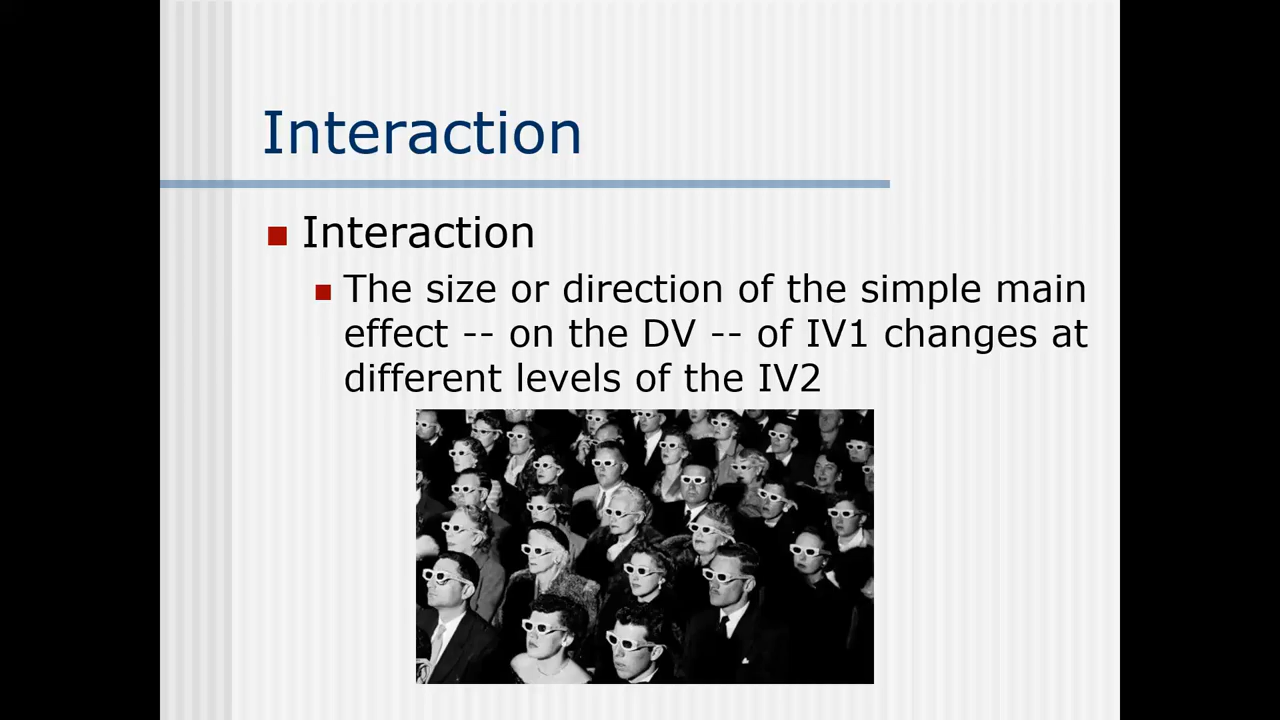 Interaction
Interaction
The size or direction of the simple main
effect -- on the DV -- of IV1 changes at
different levels of the IV2